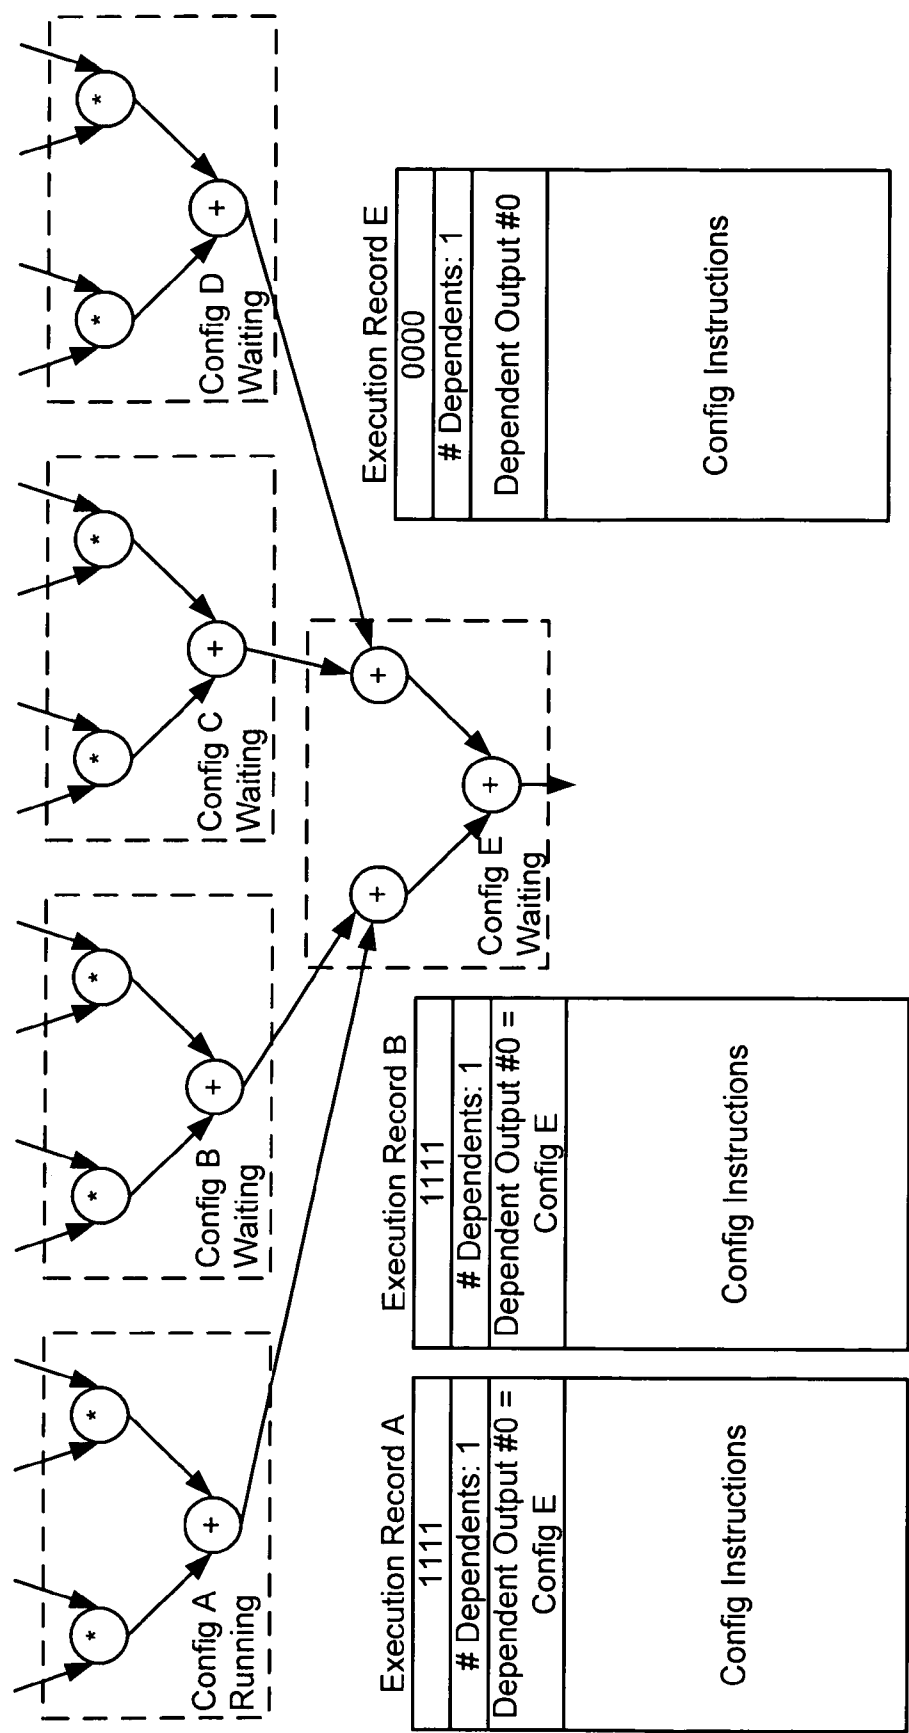 *
*
+
Config A
Running
*
*
+
Config B
Waiting
*
*
+
Config C
Waiting
*
*
+
Config D
Waiting
+
+
+
Config E
Waiting
Execution Record A
1111
# Dependents: 1
Dependent Output #0 =
Config E
Config Instructions
Execution Record B
1111
# Dependents: 1
Dependent Output #0 =
Config E
Config Instructions
Execution Record E
0000
# Dependents: 1
Dependent Output #0
Config Instructions